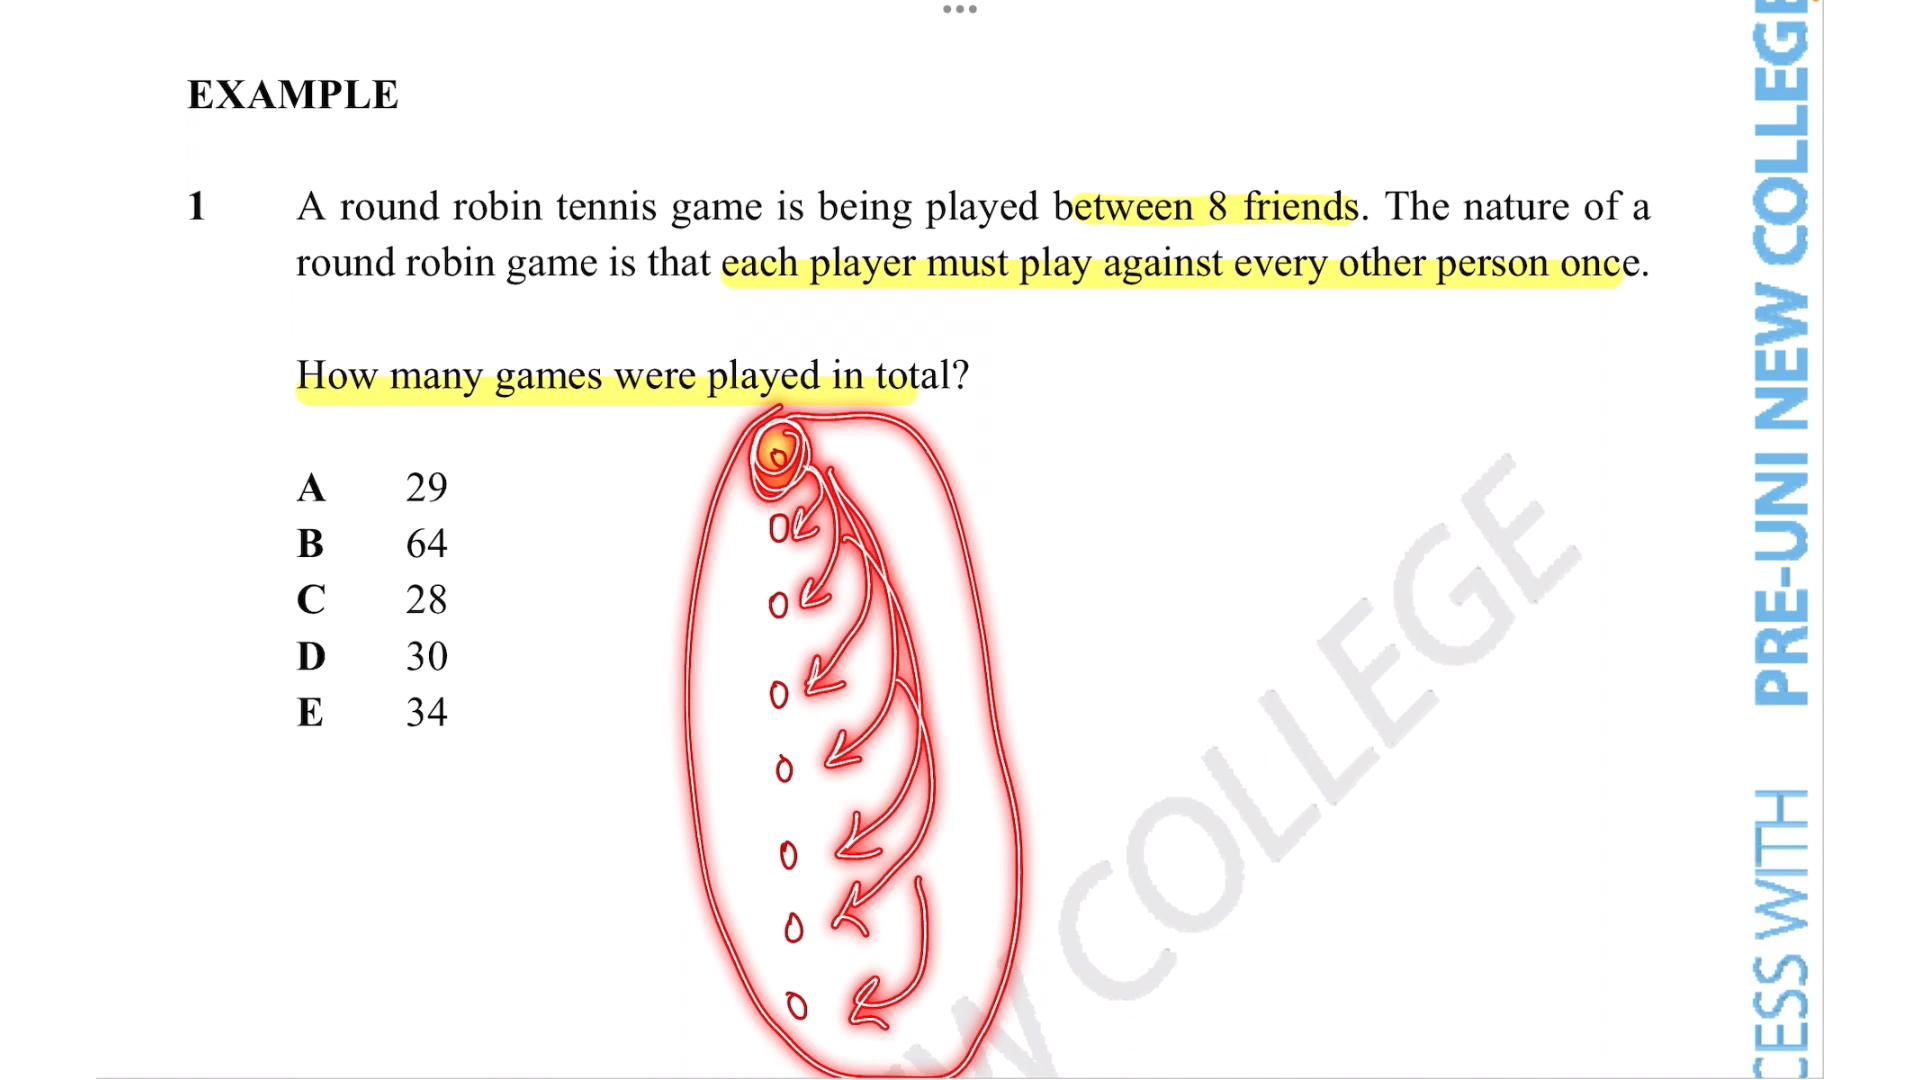 EXAMPLE
1 A round robin tennis game is being played between 8 friends. The nature of a
round robin game is that each player must play against every other person once.
How many games were played in total?
A 29
B 64
C 28
D 30
E 34
W COLLEGE
CESS WITH PRE-UNI NEW COLLEGE